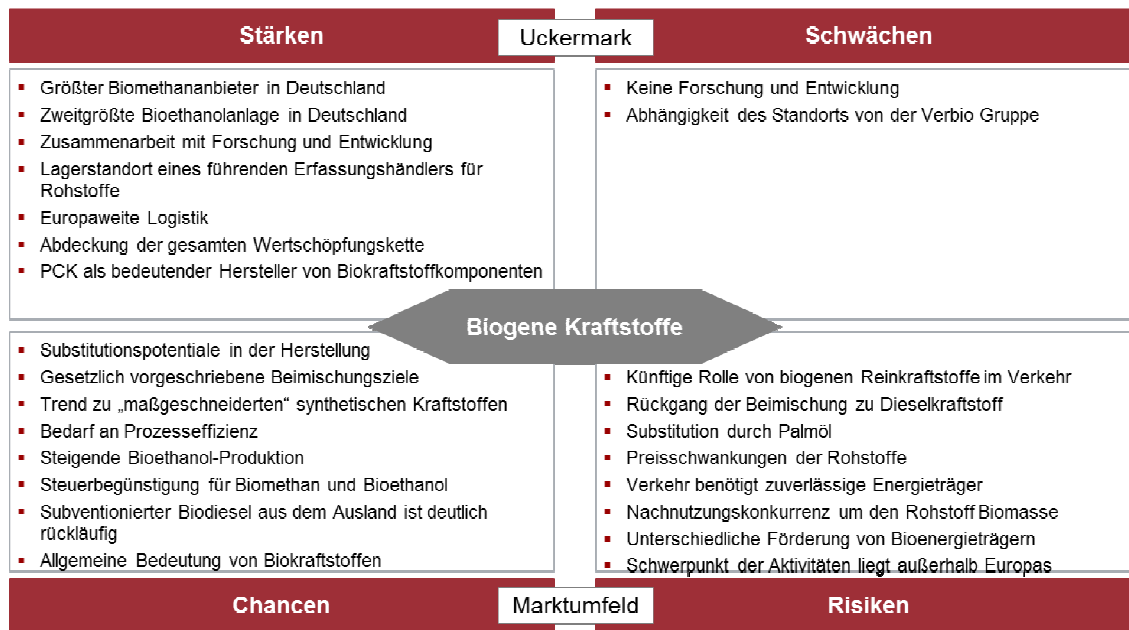 Stärken
Uckermark
Schwächen
Größter Biomethananbieter in Deutschland
Zweitgrößte Bioethanolanlage in Deutschland
Zusammenarbeit mit Forschung und Entwicklung
Lagerstandort eines führenden Erfassungshändlers für
Rohstoffe
Europaweite Logistik
Abdeckung der gesamten Wertschöpfungskette
PCK als bedeutender Hersteller von Biokraftstoffkomponenten
Keine Forschung und Entwicklung
Abhängigkeit des Standorts von der Verbio Gruppe
Biogene Kraftstoffe
Substitutionspotentiale in der Herstellung
Gesetzlich vorgeschriebene Beimischungsziele
Trend zu „maßgeschneiderten“ synthetischen Kraftstoffen
Bedarf an Prozesseffizienz
Steigende Bioethanol-Produktion
Steuerbegünstigung für Biomethan und Bioethanol
Subventionierter Biodiesel aus dem Ausland ist deutlich
rückläufig
Allgemeine Bedeutung von Biokraftstoffen
Künftige Rolle von biogenen Reinkraftstoffe im Verkehr
Rückgang der Beimischung zu Dieselkraftstoff
Substitution durch Palmöl
Preisschwankungen der Rohstoffe
Verkehr benötigt zuverlässige Energieträger
Nachnutzungskonkurrenz um den Rohstoff Biomasse
Unterschiedliche Förderung von Bioenergieträgern
Schwerpunkt der Aktivitäten liegt außerhalb Europas
Chancen
Marktumfeld
Risiken